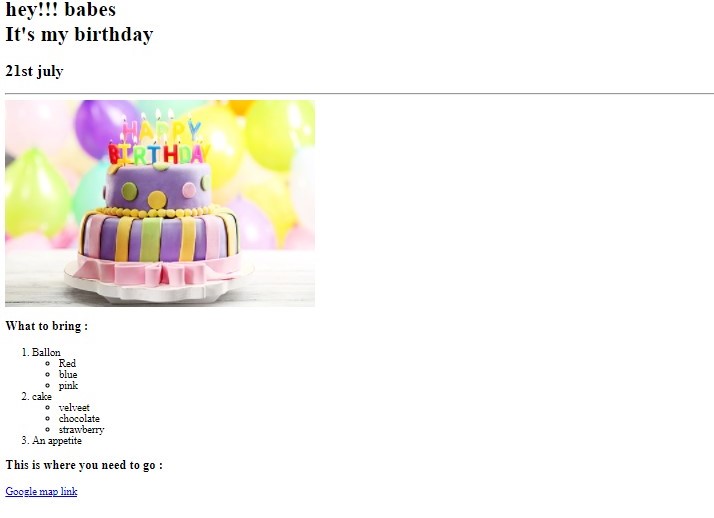 hey!!! babes
It's my birthday
21st july
HAPPY
BIRTHDAY
What to bring :
1. Ballon
Red
blue
pink
2. cake
velveet
chocolate
strawberry
3. An appetite
This is where you need to go :
Google map link